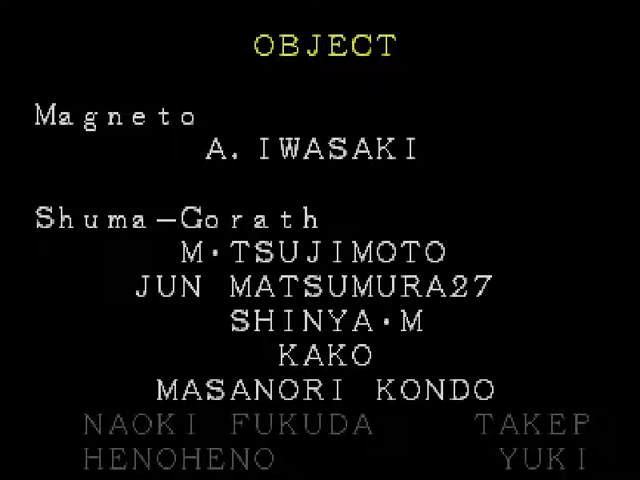 OBJECT
Magneto
A. IWASAKI
Shuma-Gorath
M·TSUJIMOTO
JUN MATSUMURA27
SHINYA·M
KAKO
MASANORI KONDO
NAOKI FUKUDA TAKEP
HENOHENO YUKI